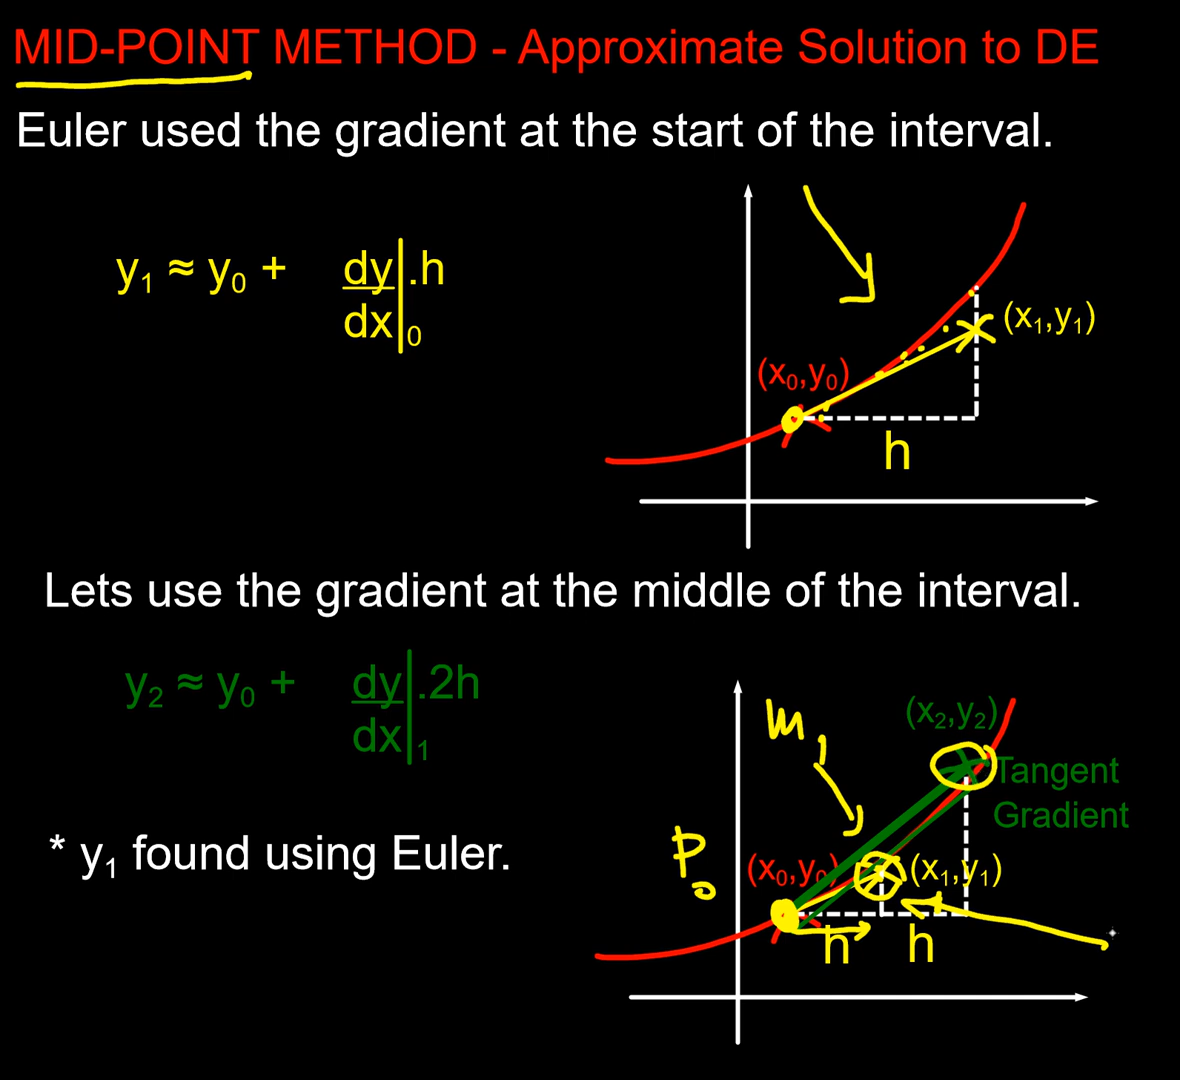 MID-POINT METHOD - Approximate Solution to DE
Euler used the gradient at the start of the interval.
y₁ ≈ y₀ + dy/dx|₀ .h
(x₁,y₁)
(x₀,y₀)
h
Lets use the gradient at the middle of the interval.
y₂ ≈ y₀ + dy/dx|₁ .2h
m₁
(x₂,y₂)
Tangent
Gradient
* y₁ found using Euler.
P₀
(x₀,y₀)
(x₁,y₁)
h h